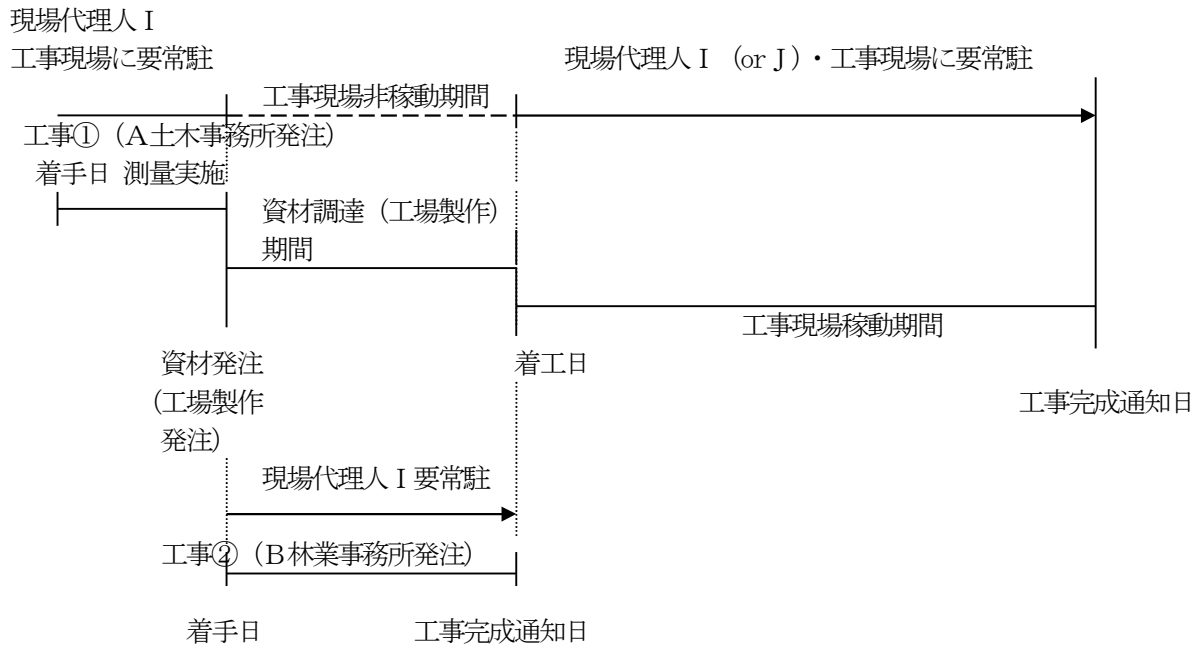 現場代理人Ⅰ
工事現場に要常駐
現場代理人Ⅰ（or J）・工事現場に要常駐
工事現場非稼動期間
工事①（A土木事務所発注）
着手日 測量実施
資材調達（工場製作）
期間
工事現場稼動期間
資材発注
（工場製作
発注）
着工日
工事完成通知日
現場代理人Ⅰ要常駐
工事②（B林業事務所発注）
着手日
工事完成通知日